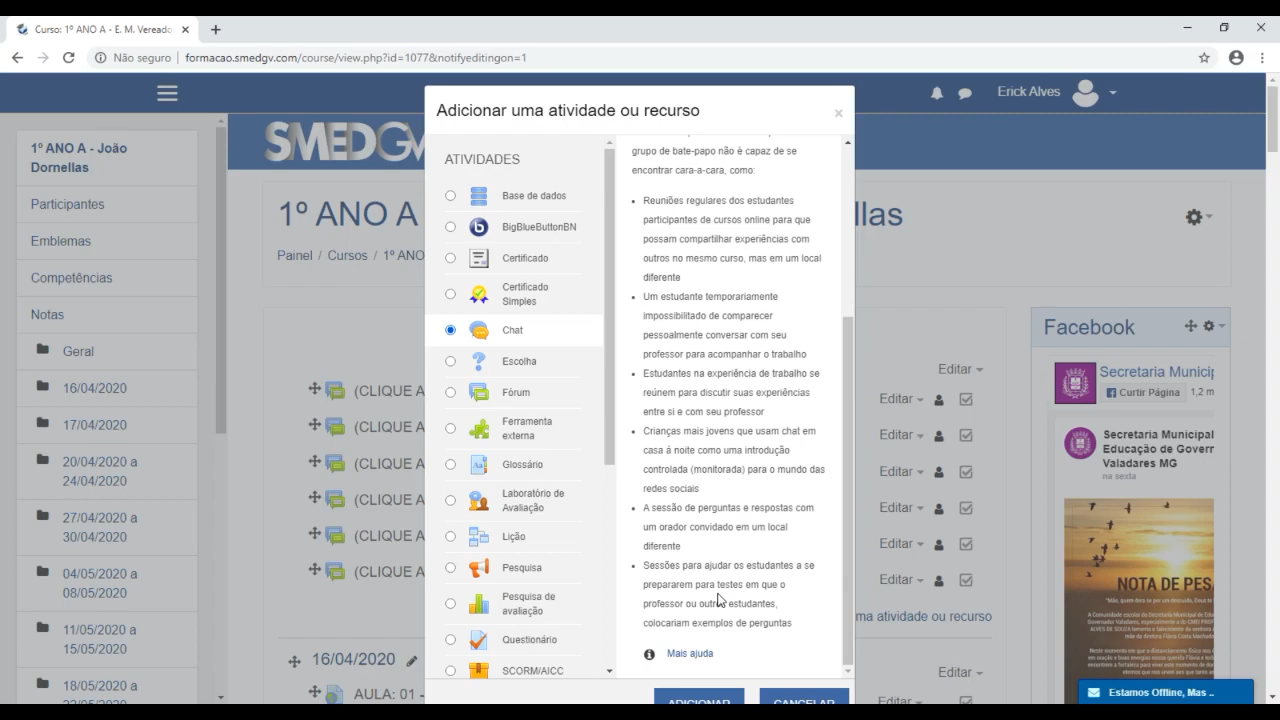 Curso: 1º ANO A - E. M. Vereado
Não seguro
formacao.smedgv.com/course/view.php?id=1077&notifyeditingon=1
Erick Alves
SMEDGV
1º ANO A - João
Dornellas
Participantes
Emblemas
Competências
Notas
Geral
16/04/2020
17/04/2020
20/04/2020 a
24/04/2020
27/04/2020 a
30/04/2020
04/05/2020 a
08/05/2020
11/05/2020 a
15/05/2020
18/05/2020 a
1º ANO A
llas
Painel / Cursos / 1º ANO
Adicionar uma atividade ou recurso
×
ATIVIDADES
Base de dados
BigBlueButtonBN
Certificado
Certificado
Simples
Chat
Escolha
Fórum
Ferramenta
externa
Glossário
Laboratório de
Avaliação
Lição
Pesquisa
Pesquisa de
avaliação
Questionário
SCORM/AICC
grupo de bate-papo não é capaz de se
encontrar cara-a-cara, como:
Reuniões regulares dos estudantes
participantes de cursos online para que
possam compartilhar experiências com
outros no mesmo curso, mas em um local
diferente
Um estudante temporariamente
impossibilitado de comparecer
pessoalmente conversar com seu
professor para acompanhar o trabalho
Estudantes na experiência de trabalho se
reúnem para discutir suas experiências
entre si e com seu professor
Crianças mais jovens que usam chat em
casa á noite como uma introdução
controlada (monitorada) para o mundo das
redes sociais
A sessão de perguntas e respostas com
um orador convidado em um local
diferente
Sessões para ajudar os estudantes a se
prepararem para testes em que o
professor ou outros estudantes,
colocariam exemplos de perguntas
Mais ajuda
ADICIONAR
CANCELAR
(CLIQUE A
(CLIQUE A
(CLIQUE A
(CLIQUE A
(CLIQUE A
(CLIQUE A
Editar
Editar
Editar
Editar
Editar
Editar
Editar
ma atividade ou recurso
16/04/2020
Editar
AULA: 01 -
Editar
Facebook
Secretaria Municip
Curtir Página
1,2 m
Secretaria Municipal
Educação de Govern
Valadares MG
na sexta
NOTA DE PES
Estamos Offline, Mas ..